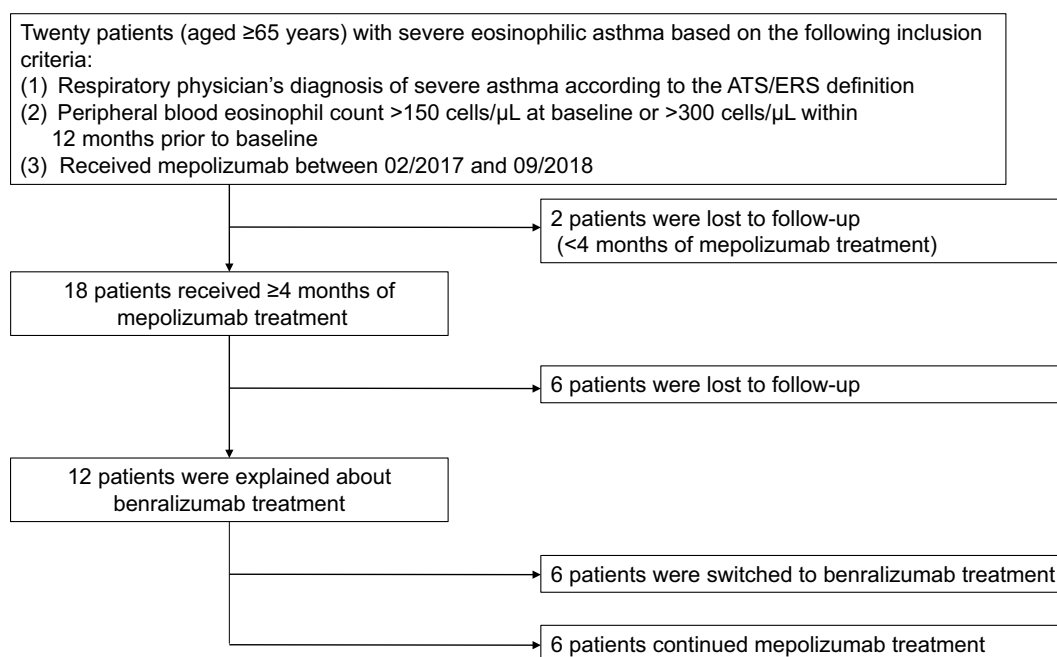 Twenty patients (aged ≥65 years) with severe eosinophilic asthma based on the following inclusion
criteria:
(1) Respiratory physician's diagnosis of severe asthma according to the ATS/ERS definition
(2) Peripheral blood eosinophil count >150 cells/μL at baseline or >300 cells/μL within
12 months prior to baseline
(3) Received mepolizumab between 02/2017 and 09/2018
2 patients were lost to follow-up
(<4 months of mepolizumab treatment)
18 patients received ≥4 months of
mepolizumab treatment
6 patients were lost to follow-up
12 patients were explained about
benralizumab treatment
6 patients were switched to benralizumab treatment
6 patients continued mepolizumab treatment